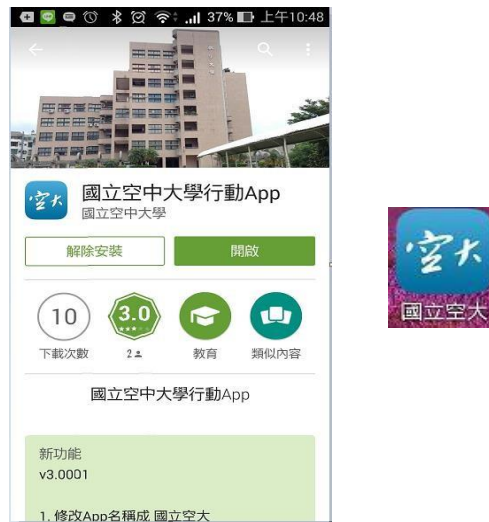 37% 上午10:48
空大
國立空中大學行動App
國立空中大學
解除安裝
開啟
10
下載次數
3.0
2
教育
類似內容
國立空中大學行動App
新功能
v3.0001
1. 修改App名稱成 國立空大
空大
國立空大